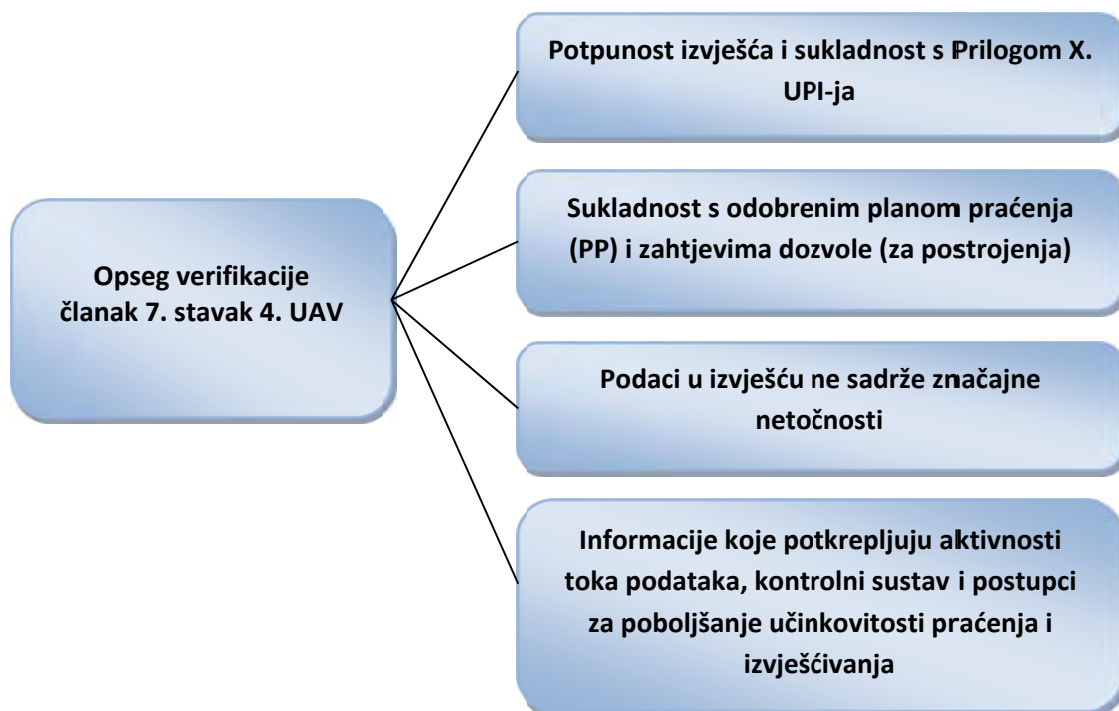 Potpunost izvješća i sukladnost s Prilogom X.
UPI-ja
Sukladnost s odobrenim planom praćenja
(PP) i zahtjevima dozvole (za postrojenja)
Opseg verifikacije
članak 7. stavak 4. UAV
Podaci u izvješću ne sadrže značajne
netočnosti
Informacije koje potkrepljuju aktivnosti
toka podataka, kontrolni sustav i postupci
za poboljšanje učinkovitosti praćenja i
izvješćivanja